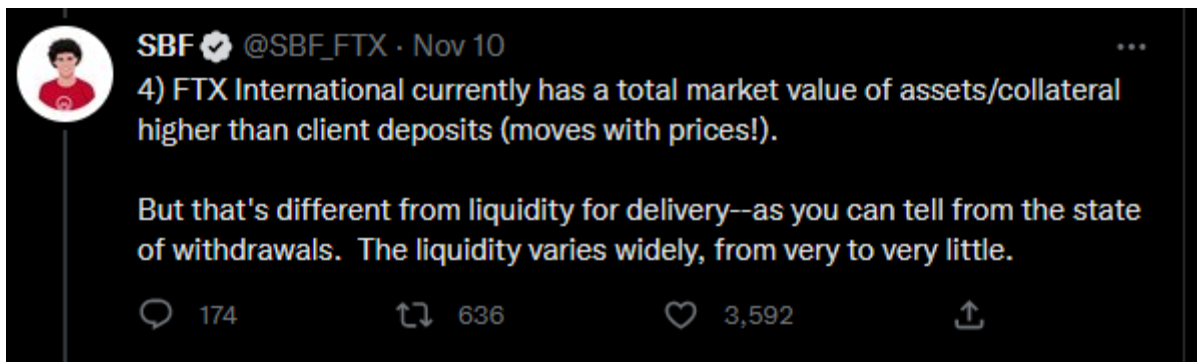 SBF @SBF_FTX · Nov 10
4) FTX International currently has a total market value of assets/collateral
higher than client deposits (moves with prices!).
But that's different from liquidity for delivery--as you can tell from the state
of withdrawals.  The liquidity varies widely, from very to very little.
174 636 3,592